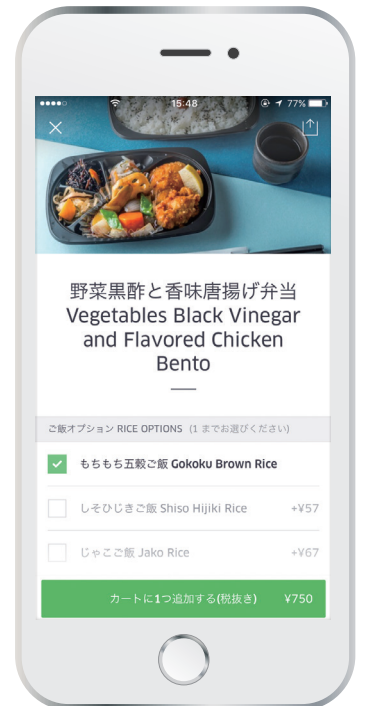 15:48
77%
野菜黒酢と香味唐揚げ弁当
Vegetables Black Vinegar
and Flavored Chicken
Bento
ご飯オプション RICE OPTIONS (1 までお選びください)
もちもち五穀ご飯 Gokoku Brown Rice
しそひじきご飯 Shiso Hijiki Rice +¥57
じゃこご飯 Jako Rice +¥67
カートに1つ追加する(税抜き) ¥750